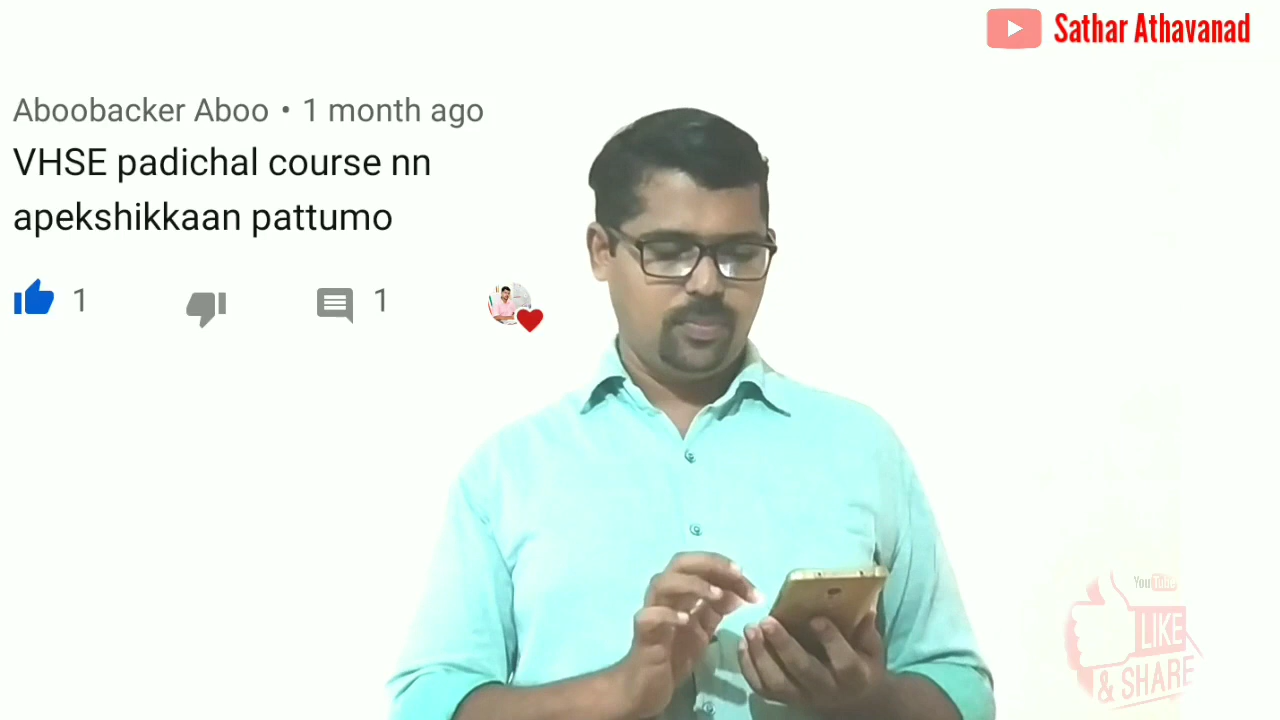 Sathar Athavanad
Aboobacker Aboo • 1 month ago
VHSE padichal course nn
apekshikkaan pattumo
1
1
YouTube
LIKE
& SHARE